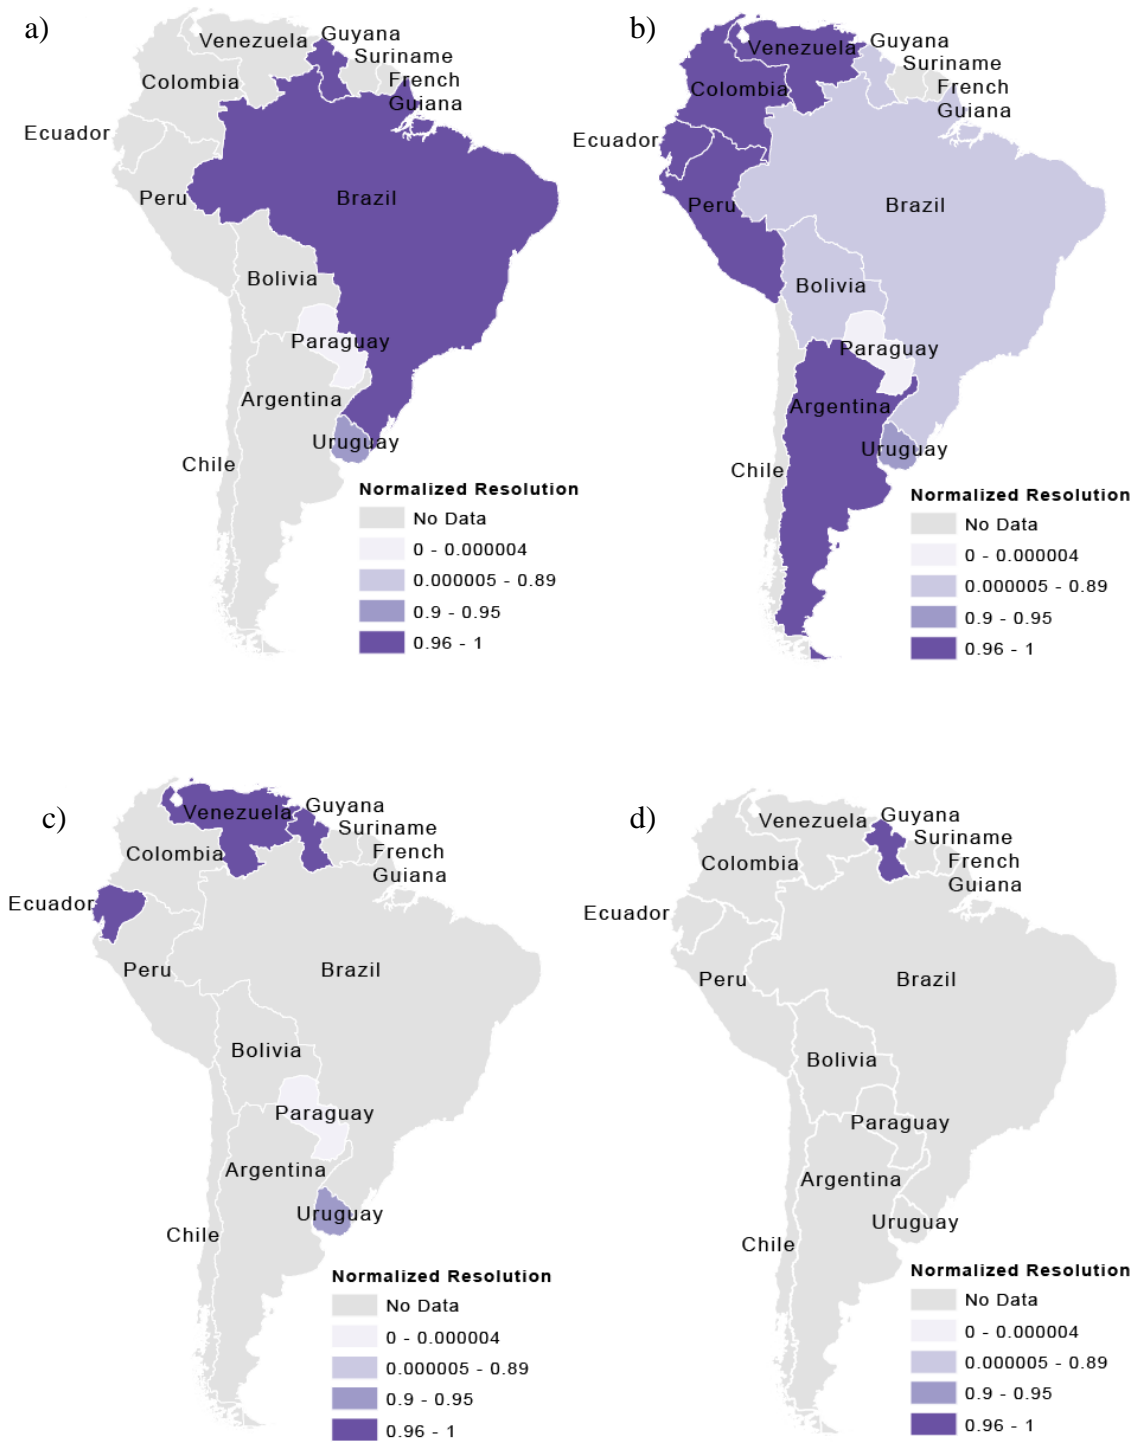 a)
Venezuela
Guyana
Suriname
French
Guiana
Colombia
Ecuador
Peru
Brazil
Bolivia
Paraguay
Argentina
Uruguay
Chile
Normalized Resolution
No Data
0 - 0.000004
0.000005 - 0.89
0.9 - 0.95
0.96 - 1
b)
Venezuela
Guyana
Suriname
French
Guiana
Colombia
Ecuador
Peru
Brazil
Bolivia
Paraguay
Argentina
Uruguay
Chile
Normalized Resolution
No Data
0 - 0.000004
0.000005 - 0.89
0.9 - 0.95
0.96 - 1
c)
Venezuela
Guyana
Suriname
French
Guiana
Colombia
Ecuador
Peru
Brazil
Bolivia
Paraguay
Argentina
Uruguay
Chile
Normalized Resolution
No Data
0 - 0.000004
0.000005 - 0.89
0.9 - 0.95
0.96 - 1
d)
Venezuela
Guyana
Suriname
French
Guiana
Colombia
Ecuador
Peru
Brazil
Bolivia
Paraguay
Argentina
Uruguay
Chile
Normalized Resolution
No Data
0 - 0.000004
0.000005 - 0.89
0.9 - 0.95
0.96 - 1